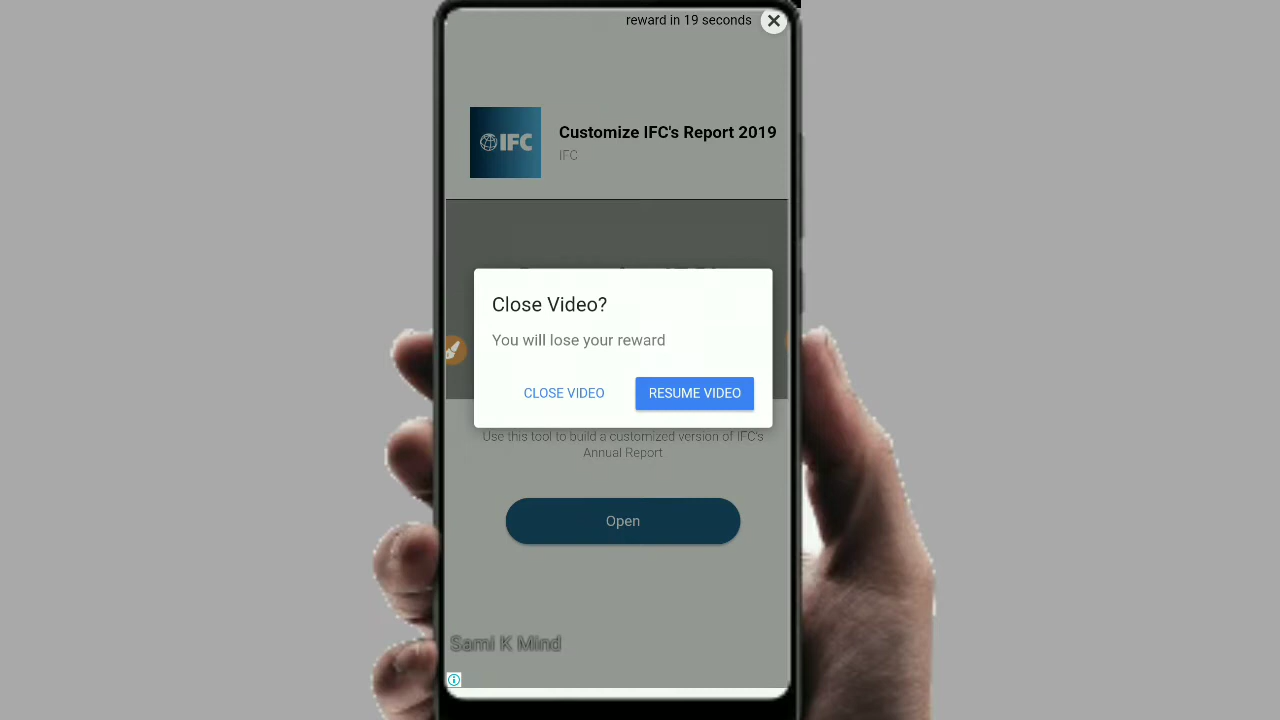 reward in 19 seconds
IFC
Customize IFC's Report 2019
IFC
Close Video?
You will lose your reward
CLOSE VIDEO
RESUME VIDEO
Use this tool to build a customized version of IFC's
Annual Report
Open
Sami K Mind